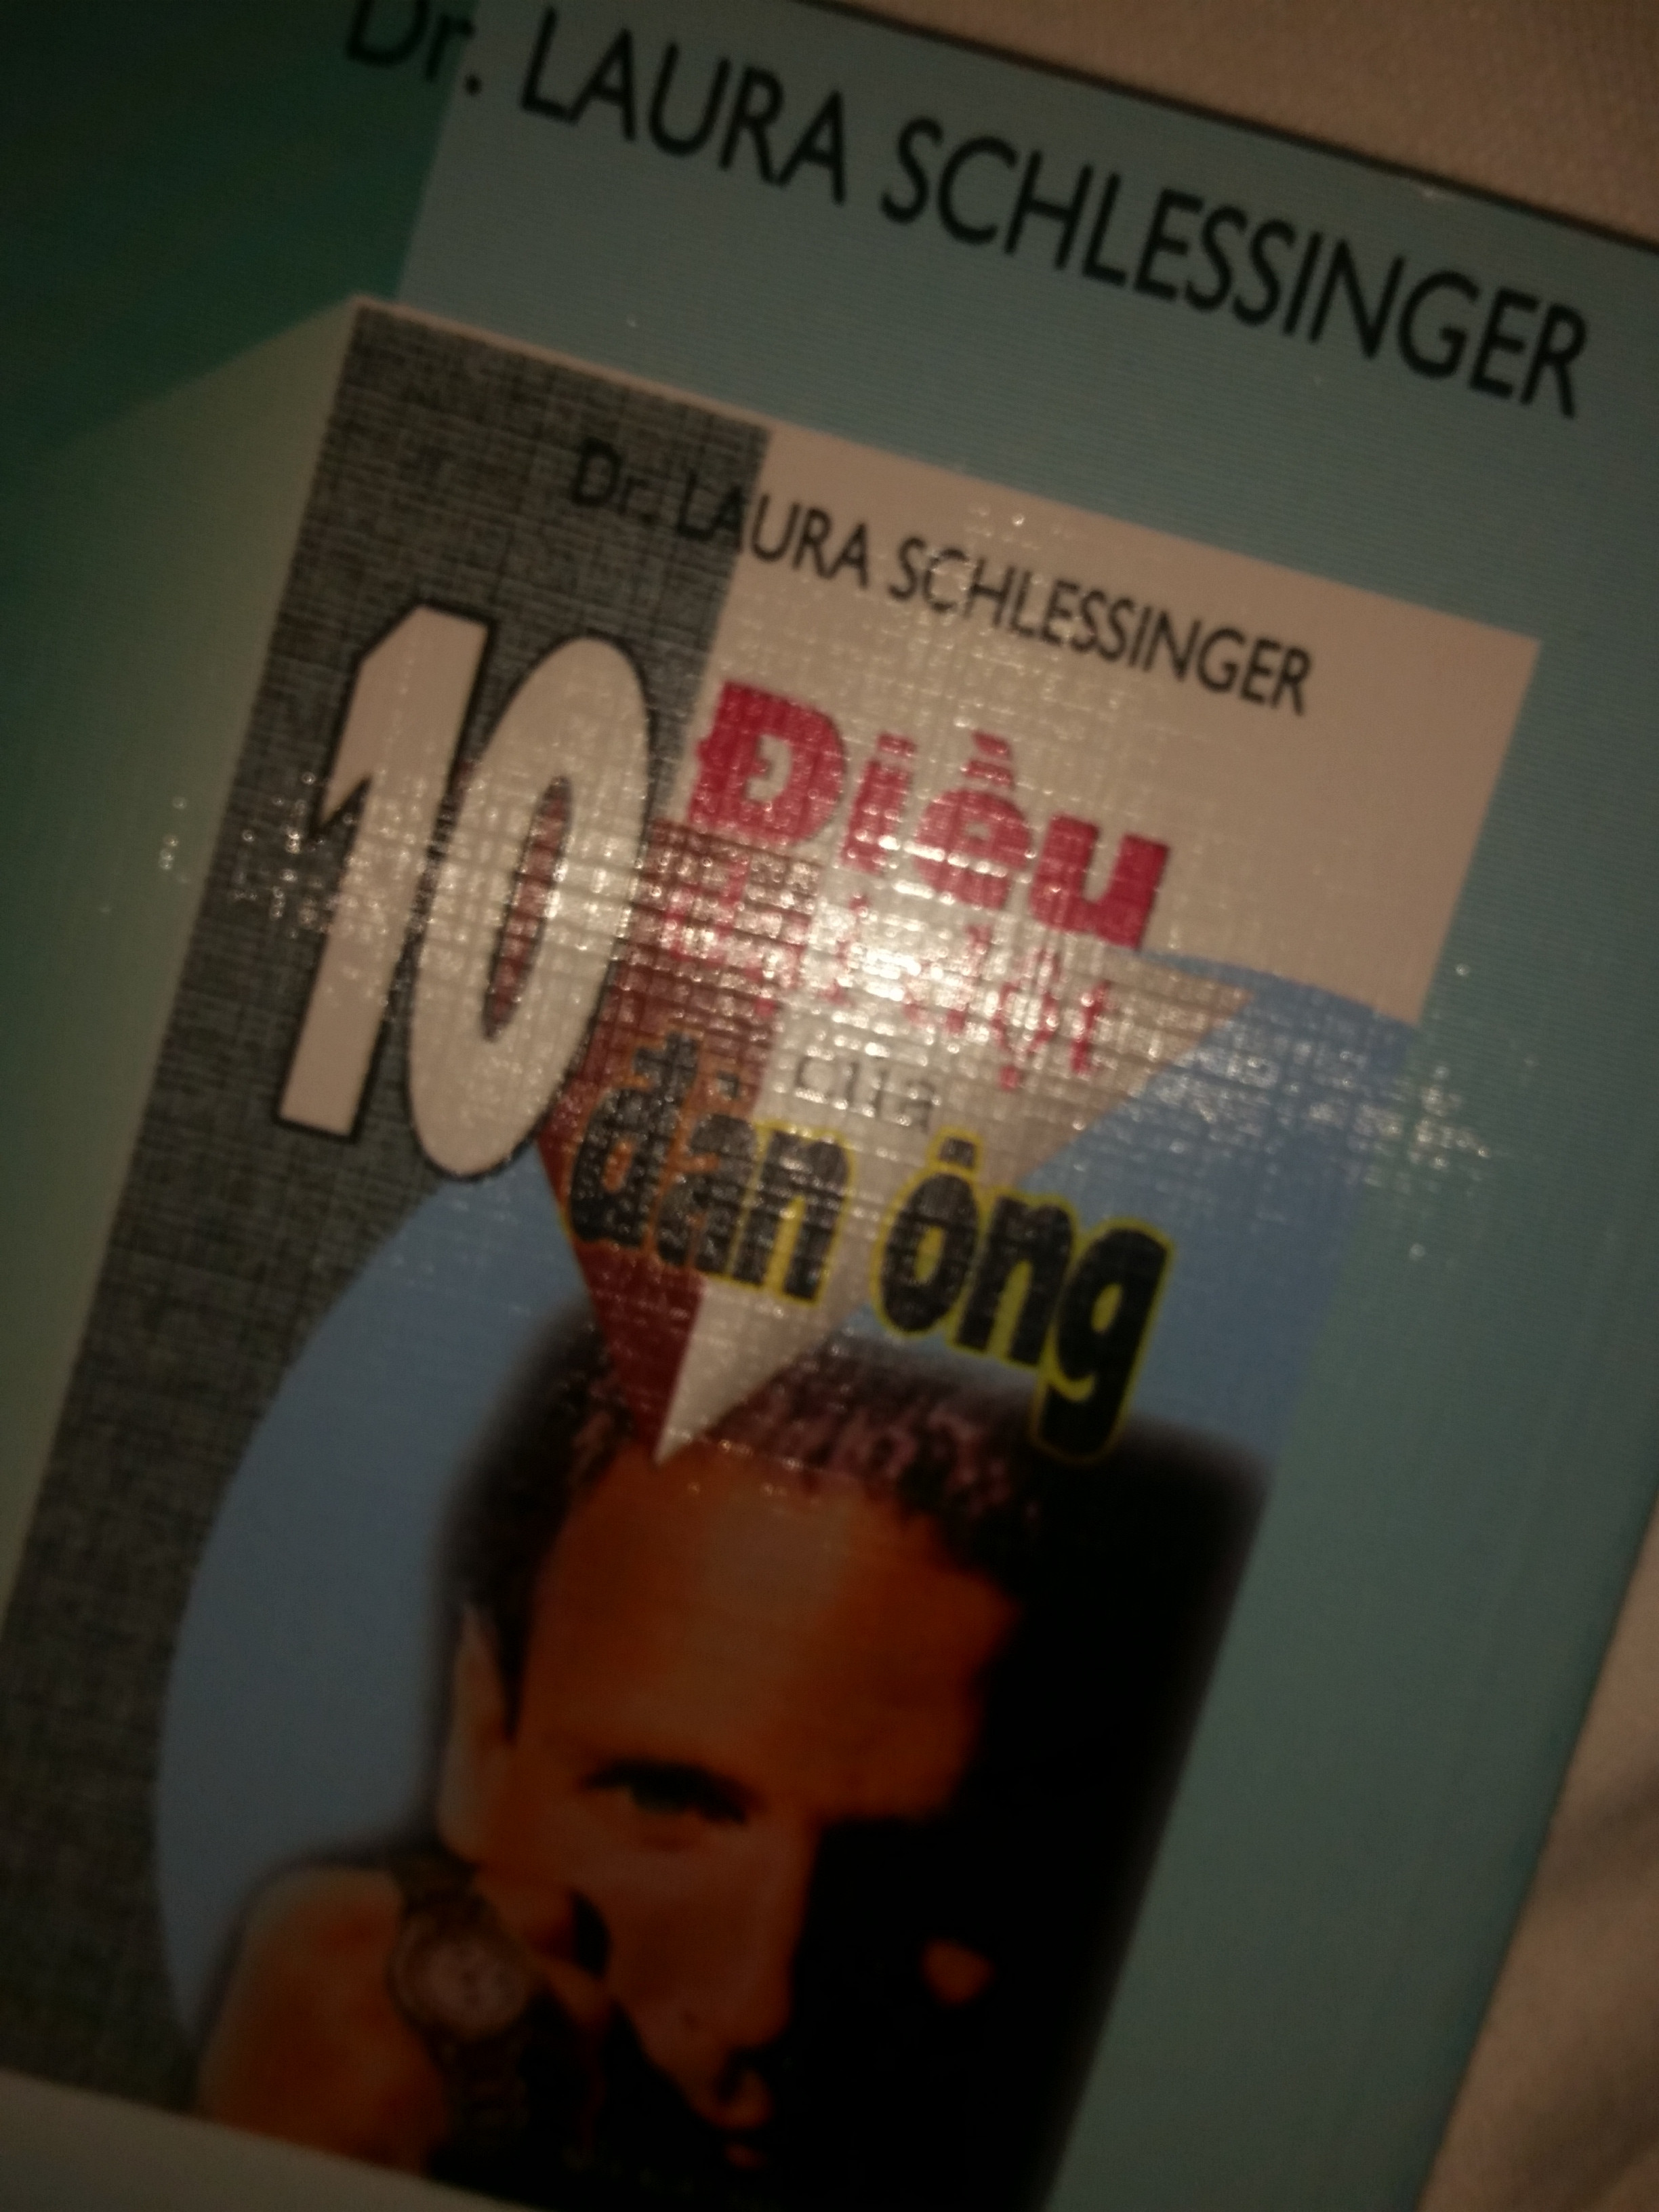 Dr. LAURA SCHLESSINGER
Dr. LAURA SCHLESSINGER
10 Điều
của
đàn ông